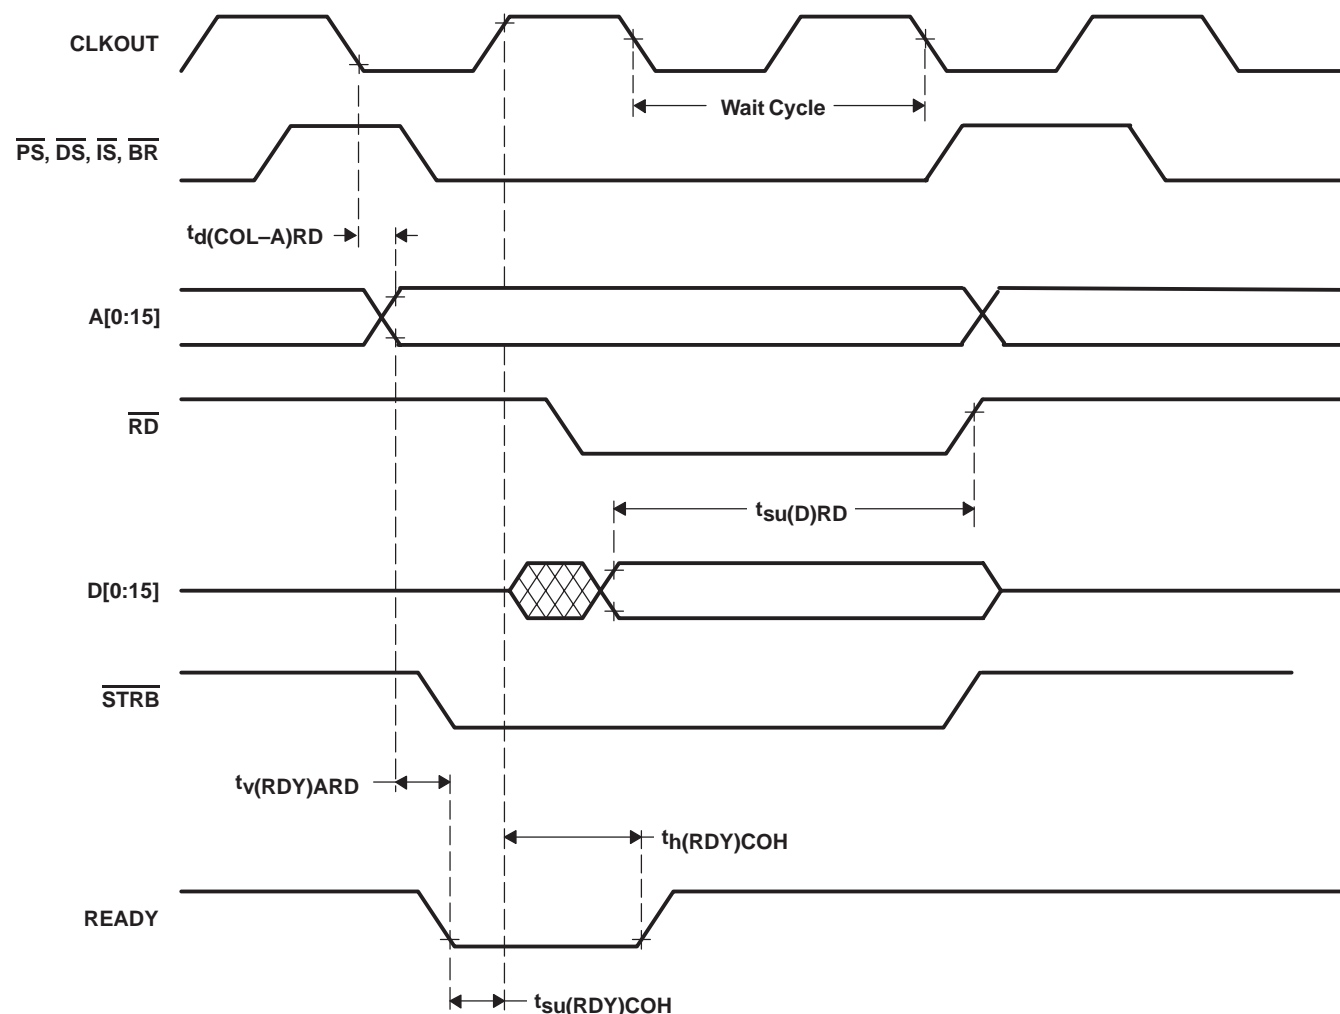 CLKOUT
Wait Cycle
PS, DS, IS, BR
td(COL–A)RD
A[0:15]
RD
tsu(D)RD
D[0:15]
STRB
tv(RDY)ARD
th(RDY)COH
READY
tsu(RDY)COH